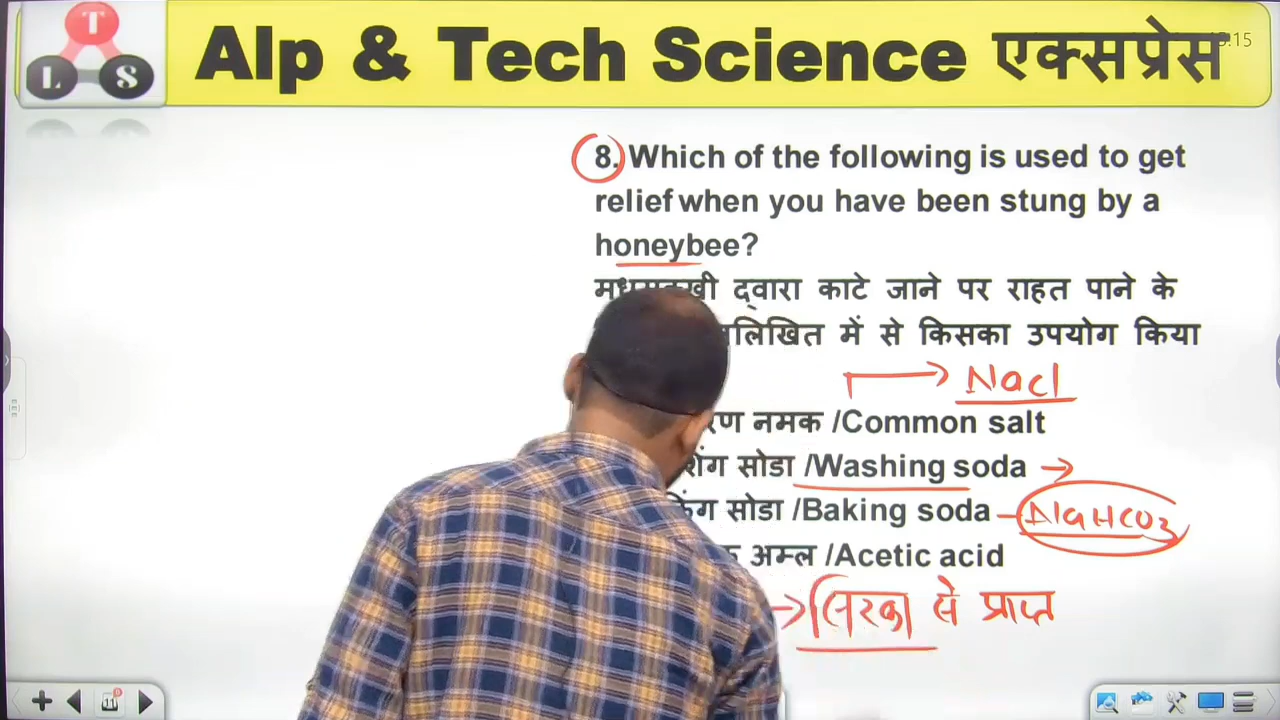 T
L S
Alp & Tech Science एक्सप्रेस
15
8. Which of the following is used to get
relief when you have been stung by a
honeybee?
द्वारा काटे जाने पर राहत पाने के
में से किसका उपयोग किया
NaCl
नमक /Common salt
सोडा /Washing soda
सोडा /Baking soda NaHCO3
अम्ल /Acetic acid
सिरका से प्राप्त
11